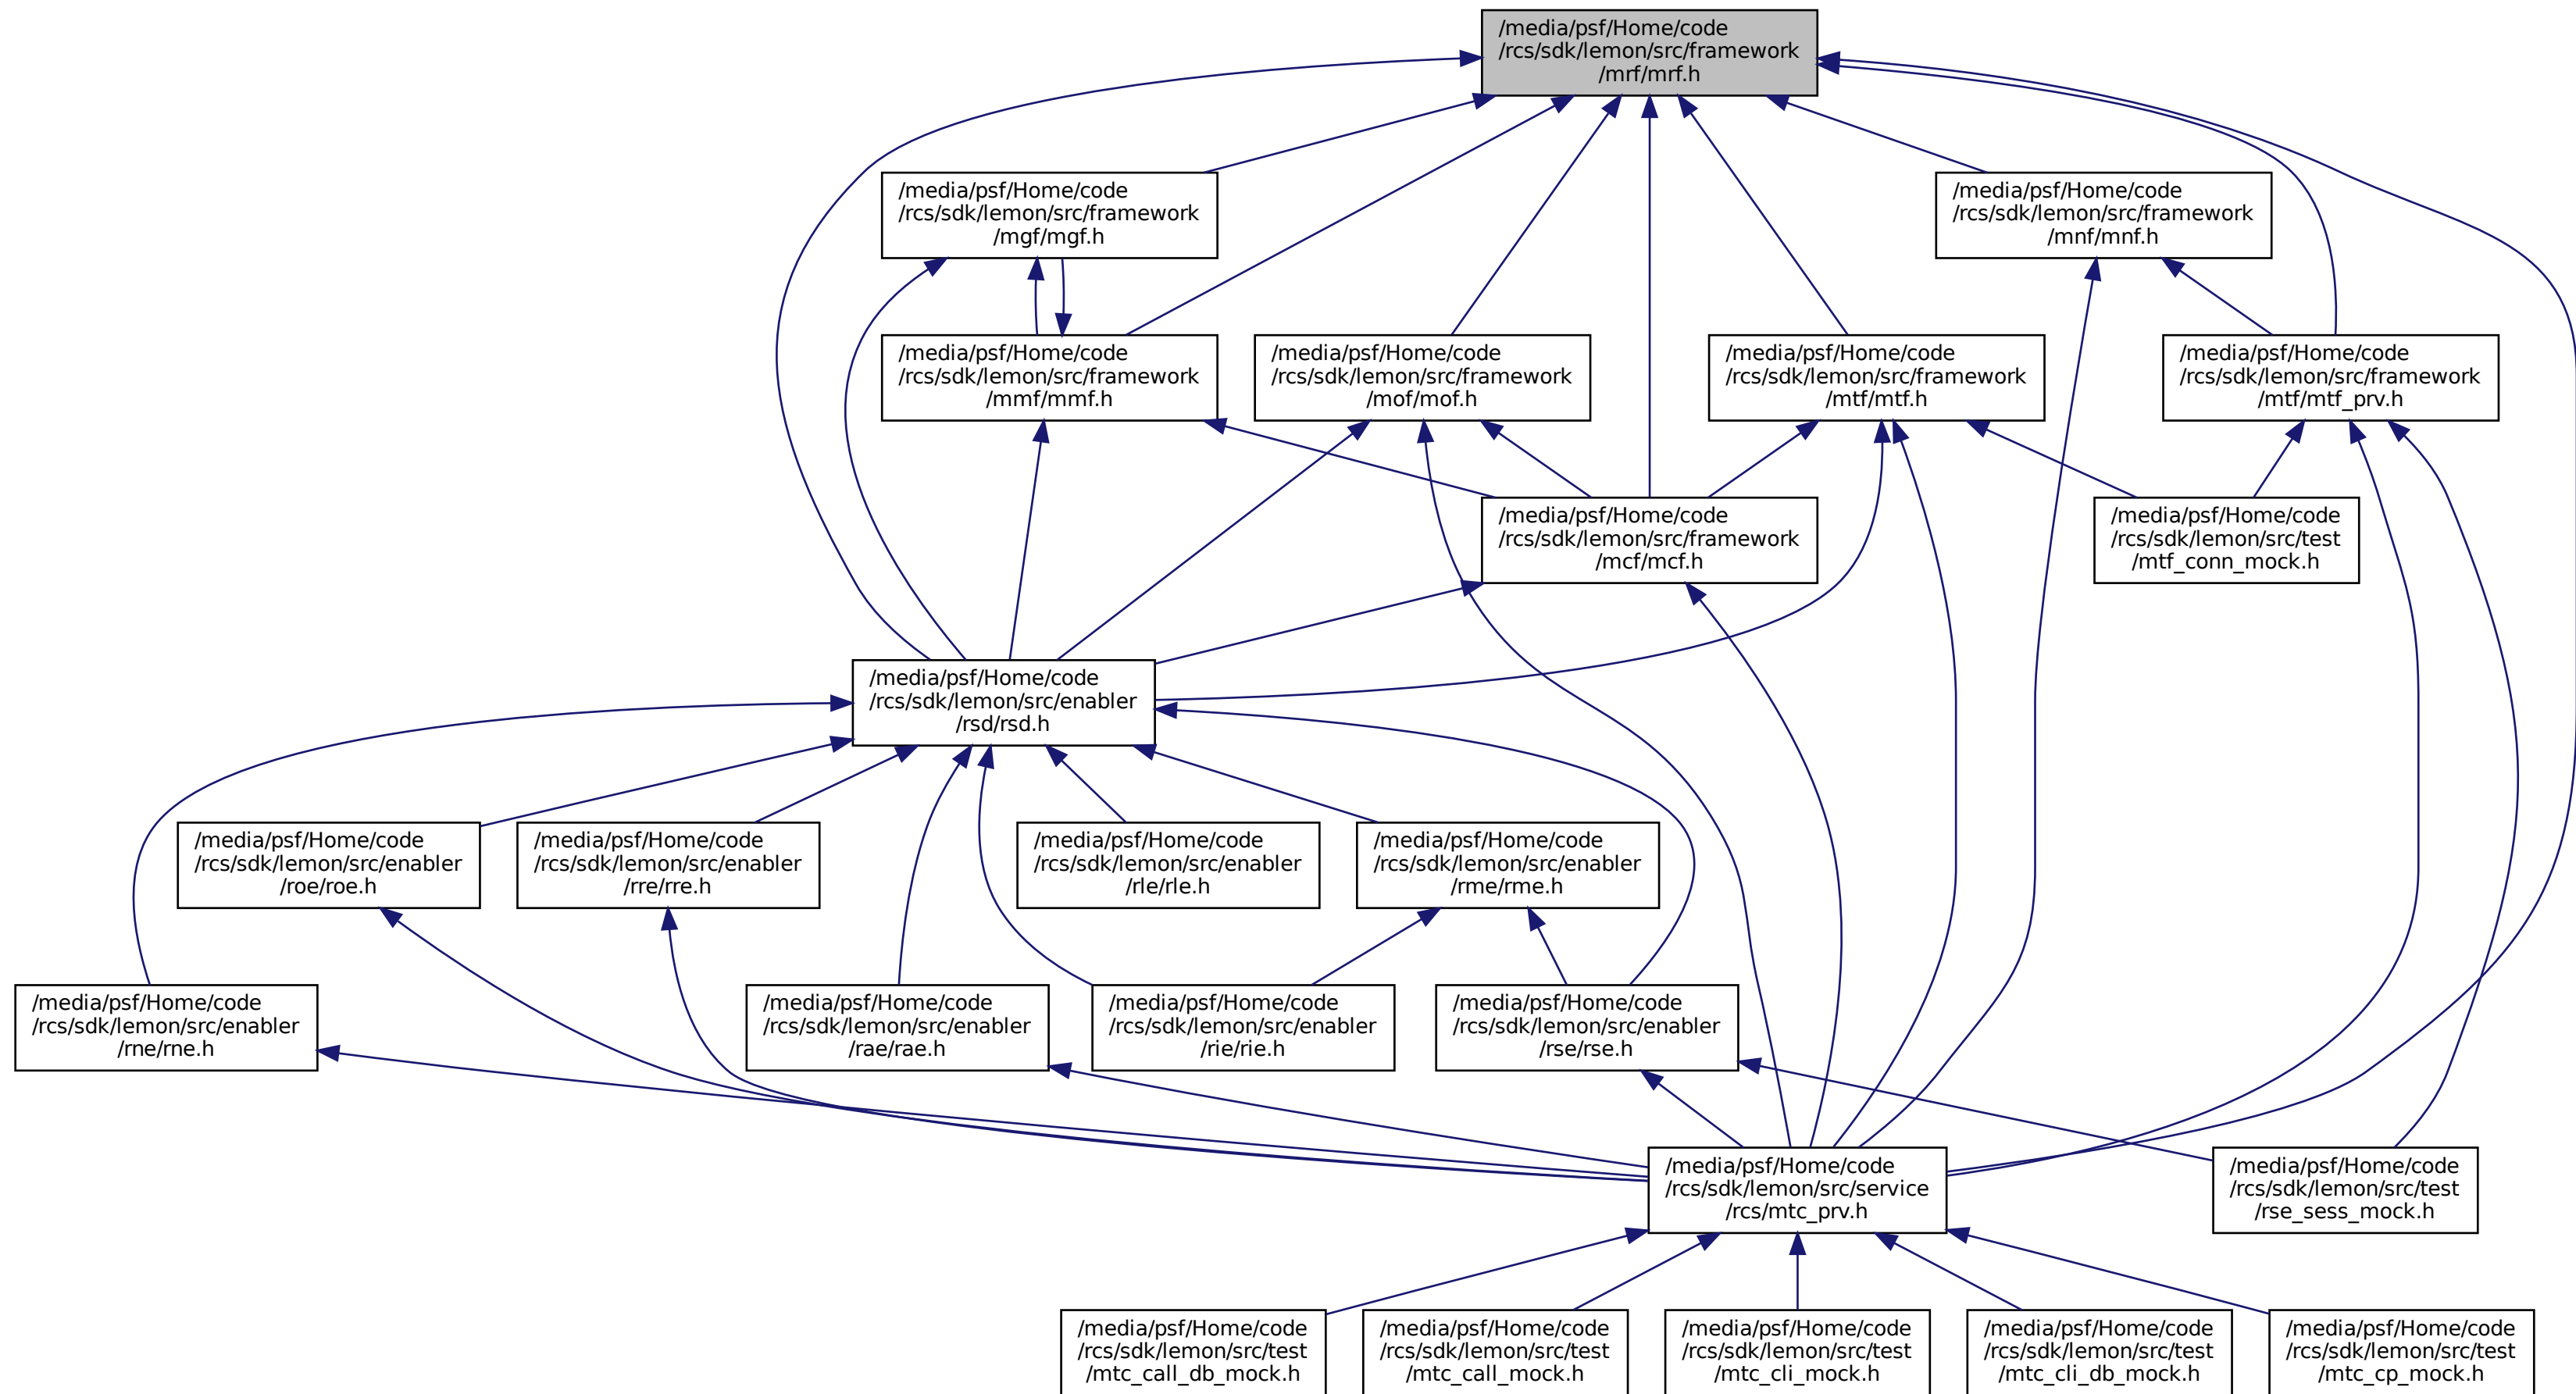 /media/psf/Home/code
/rcs/sdk/lemon/src/framework
/mrf/mrf.h
/media/psf/Home/code
/rcs/sdk/lemon/src/framework
/mgf/mgf.h
/media/psf/Home/code
/rcs/sdk/lemon/src/framework
/mnf/mnf.h
/media/psf/Home/code
/rcs/sdk/lemon/src/framework
/mmf/mmf.h
/media/psf/Home/code
/rcs/sdk/lemon/src/framework
/mof/mof.h
/media/psf/Home/code
/rcs/sdk/lemon/src/framework
/mtf/mtf.h
/media/psf/Home/code
/rcs/sdk/lemon/src/framework
/mtf/mtf_prv.h
/media/psf/Home/code
/rcs/sdk/lemon/src/framework
/mcf/mcf.h
/media/psf/Home/code
/rcs/sdk/lemon/src/test
/mtf_conn_mock.h
/media/psf/Home/code
/rcs/sdk/lemon/src/enabler
/rsd/rsd.h
/media/psf/Home/code
/rcs/sdk/lemon/src/enabler
/roe/roe.h
/media/psf/Home/code
/rcs/sdk/lemon/src/enabler
/rre/rre.h
/media/psf/Home/code
/rcs/sdk/lemon/src/enabler
/rle/rle.h
/media/psf/Home/code
/rcs/sdk/lemon/src/enabler
/rme/rme.h
/media/psf/Home/code
/rcs/sdk/lemon/src/enabler
/rne/rne.h
/media/psf/Home/code
/rcs/sdk/lemon/src/enabler
/rae/rae.h
/media/psf/Home/code
/rcs/sdk/lemon/src/enabler
/rie/rie.h
/media/psf/Home/code
/rcs/sdk/lemon/src/enabler
/rse/rse.h
/media/psf/Home/code
/rcs/sdk/lemon/src/service
/rcs/mtc_prv.h
/media/psf/Home/code
/rcs/sdk/lemon/src/test
/rse_sess_mock.h
/media/psf/Home/code
/rcs/sdk/lemon/src/test
/mtc_call_db_mock.h
/media/psf/Home/code
/rcs/sdk/lemon/src/test
/mtc_call_mock.h
/media/psf/Home/code
/rcs/sdk/lemon/src/test
/mtc_cli_mock.h
/media/psf/Home/code
/rcs/sdk/lemon/src/test
/mtc_cli_db_mock.h
/media/psf/Home/code
/rcs/sdk/lemon/src/test
/mtc_cp_mock.h